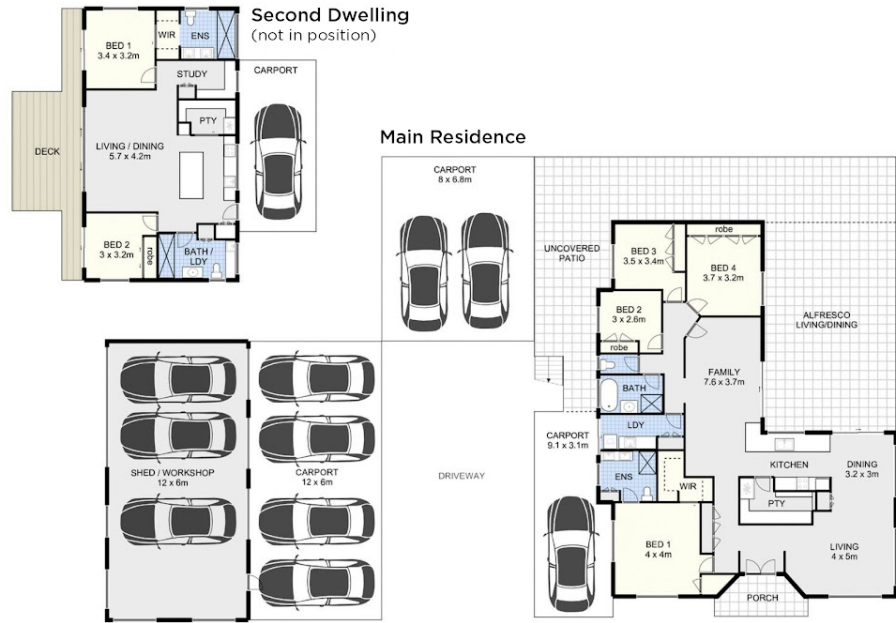 Second Dwelling
(not in position)
BED 1
3.4 x 3.2m
WIR
ENS
STUDY
CARPORT
PTY
DECK
LIVING / DINING
5.7 x 4.2m
BED 2
3 x 3.2m
robe
BATH /
LDY
Main Residence
CARPORT
8 x 6.8m
UNCOVERED
PATIO
BED 3
3.5 x 3.4m
robe
BED 4
3.7 x 3.2m
BED 2
3 x 2.6m
robe
ALFRESCO
LIVING/DINING
FAMILY
7.6 x 3.7m
BATH
LDY
CARPORT
9.1 x 3.1m
KITCHEN
DINING
3.2 x 3m
ENS
WIR
PTY
BED 1
4 x 4m
LIVING
4 x 5m
PORCH
SHED / WORKSHOP
12 x 6m
CARPORT
12 x 6m
DRIVEWAY